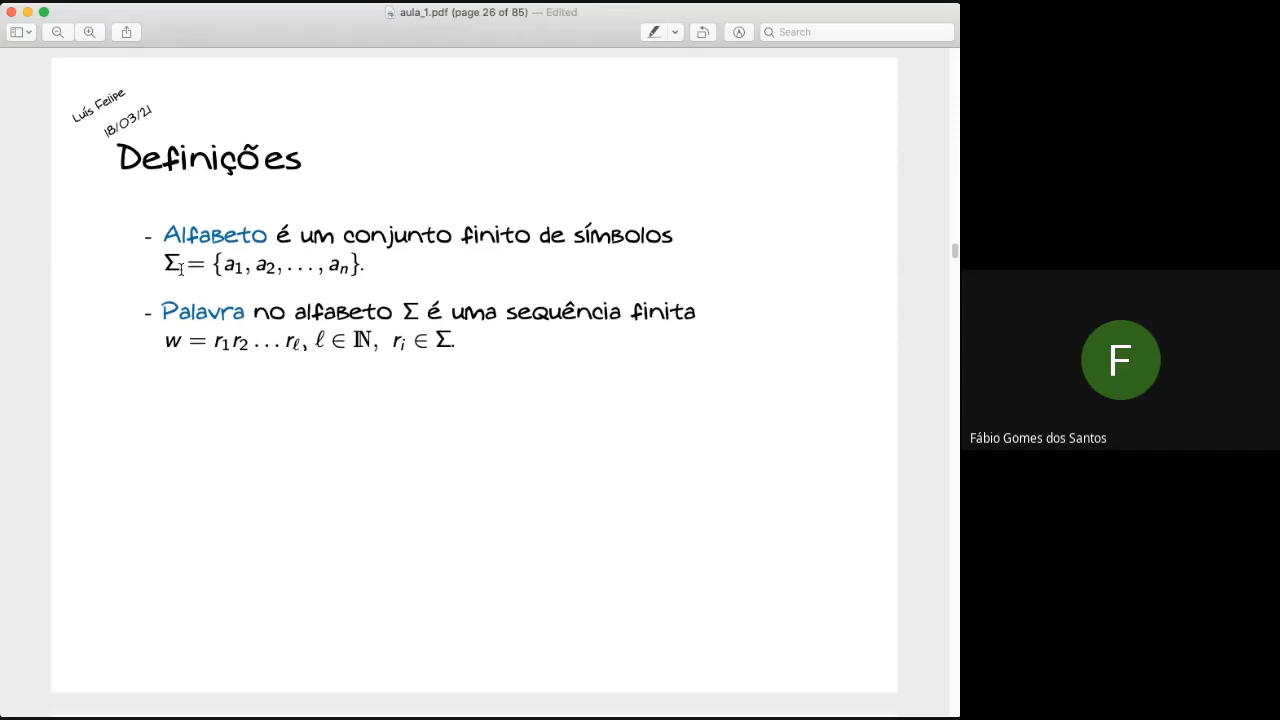 aula_1.pdf (page 26 of 85) — Edited
Search
Luís Felipe
18/03/21
Definições
- Alfabeto é um conjunto finito de símbolos
Σ = {a₁, a₂, . . . , aₙ}.
- Palavra no alfabeto Σ é uma sequência finita
w = r₁r₂ . . . rℓ, ℓ ∈ ℕ, rᵢ ∈ Σ.
F
Fábio Gomes dos Santos